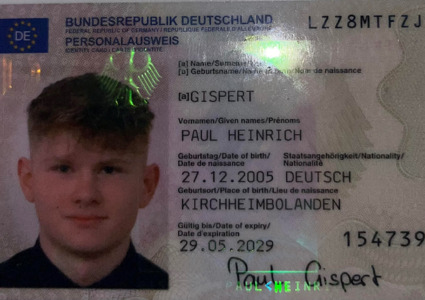 BUNDESREPUBLIK DEUTSCHLAND
LZZ8MTFZJ
FEDERAL REPUBLIC OF GERMANY / REPUBLIQUE FEDERALE D'ALLEMAGNE
DE
PERSONALAUSWEIS
IDENTITY CARD / CARTE D'IDENTITE
[a] Name/Surname/Nom
[b] Geburtsname/Name at birth/Nom de naissance
[a]GISPERT
Vornamen/Given names/Prénoms
PAUL HEINRICH
Geburtstag/Date of birth/ Staatsangehörigkeit/Nationality/
Date de naissance Nationalité
27.12.2005 DEUTSCH
Geburtsort/Place of birth/Lieu de naissance
KIRCHHEIMBOLANDEN
Gültig bis/Date of expiry/
Date d'expiration
29.05.2029 154739
Paul Gispert